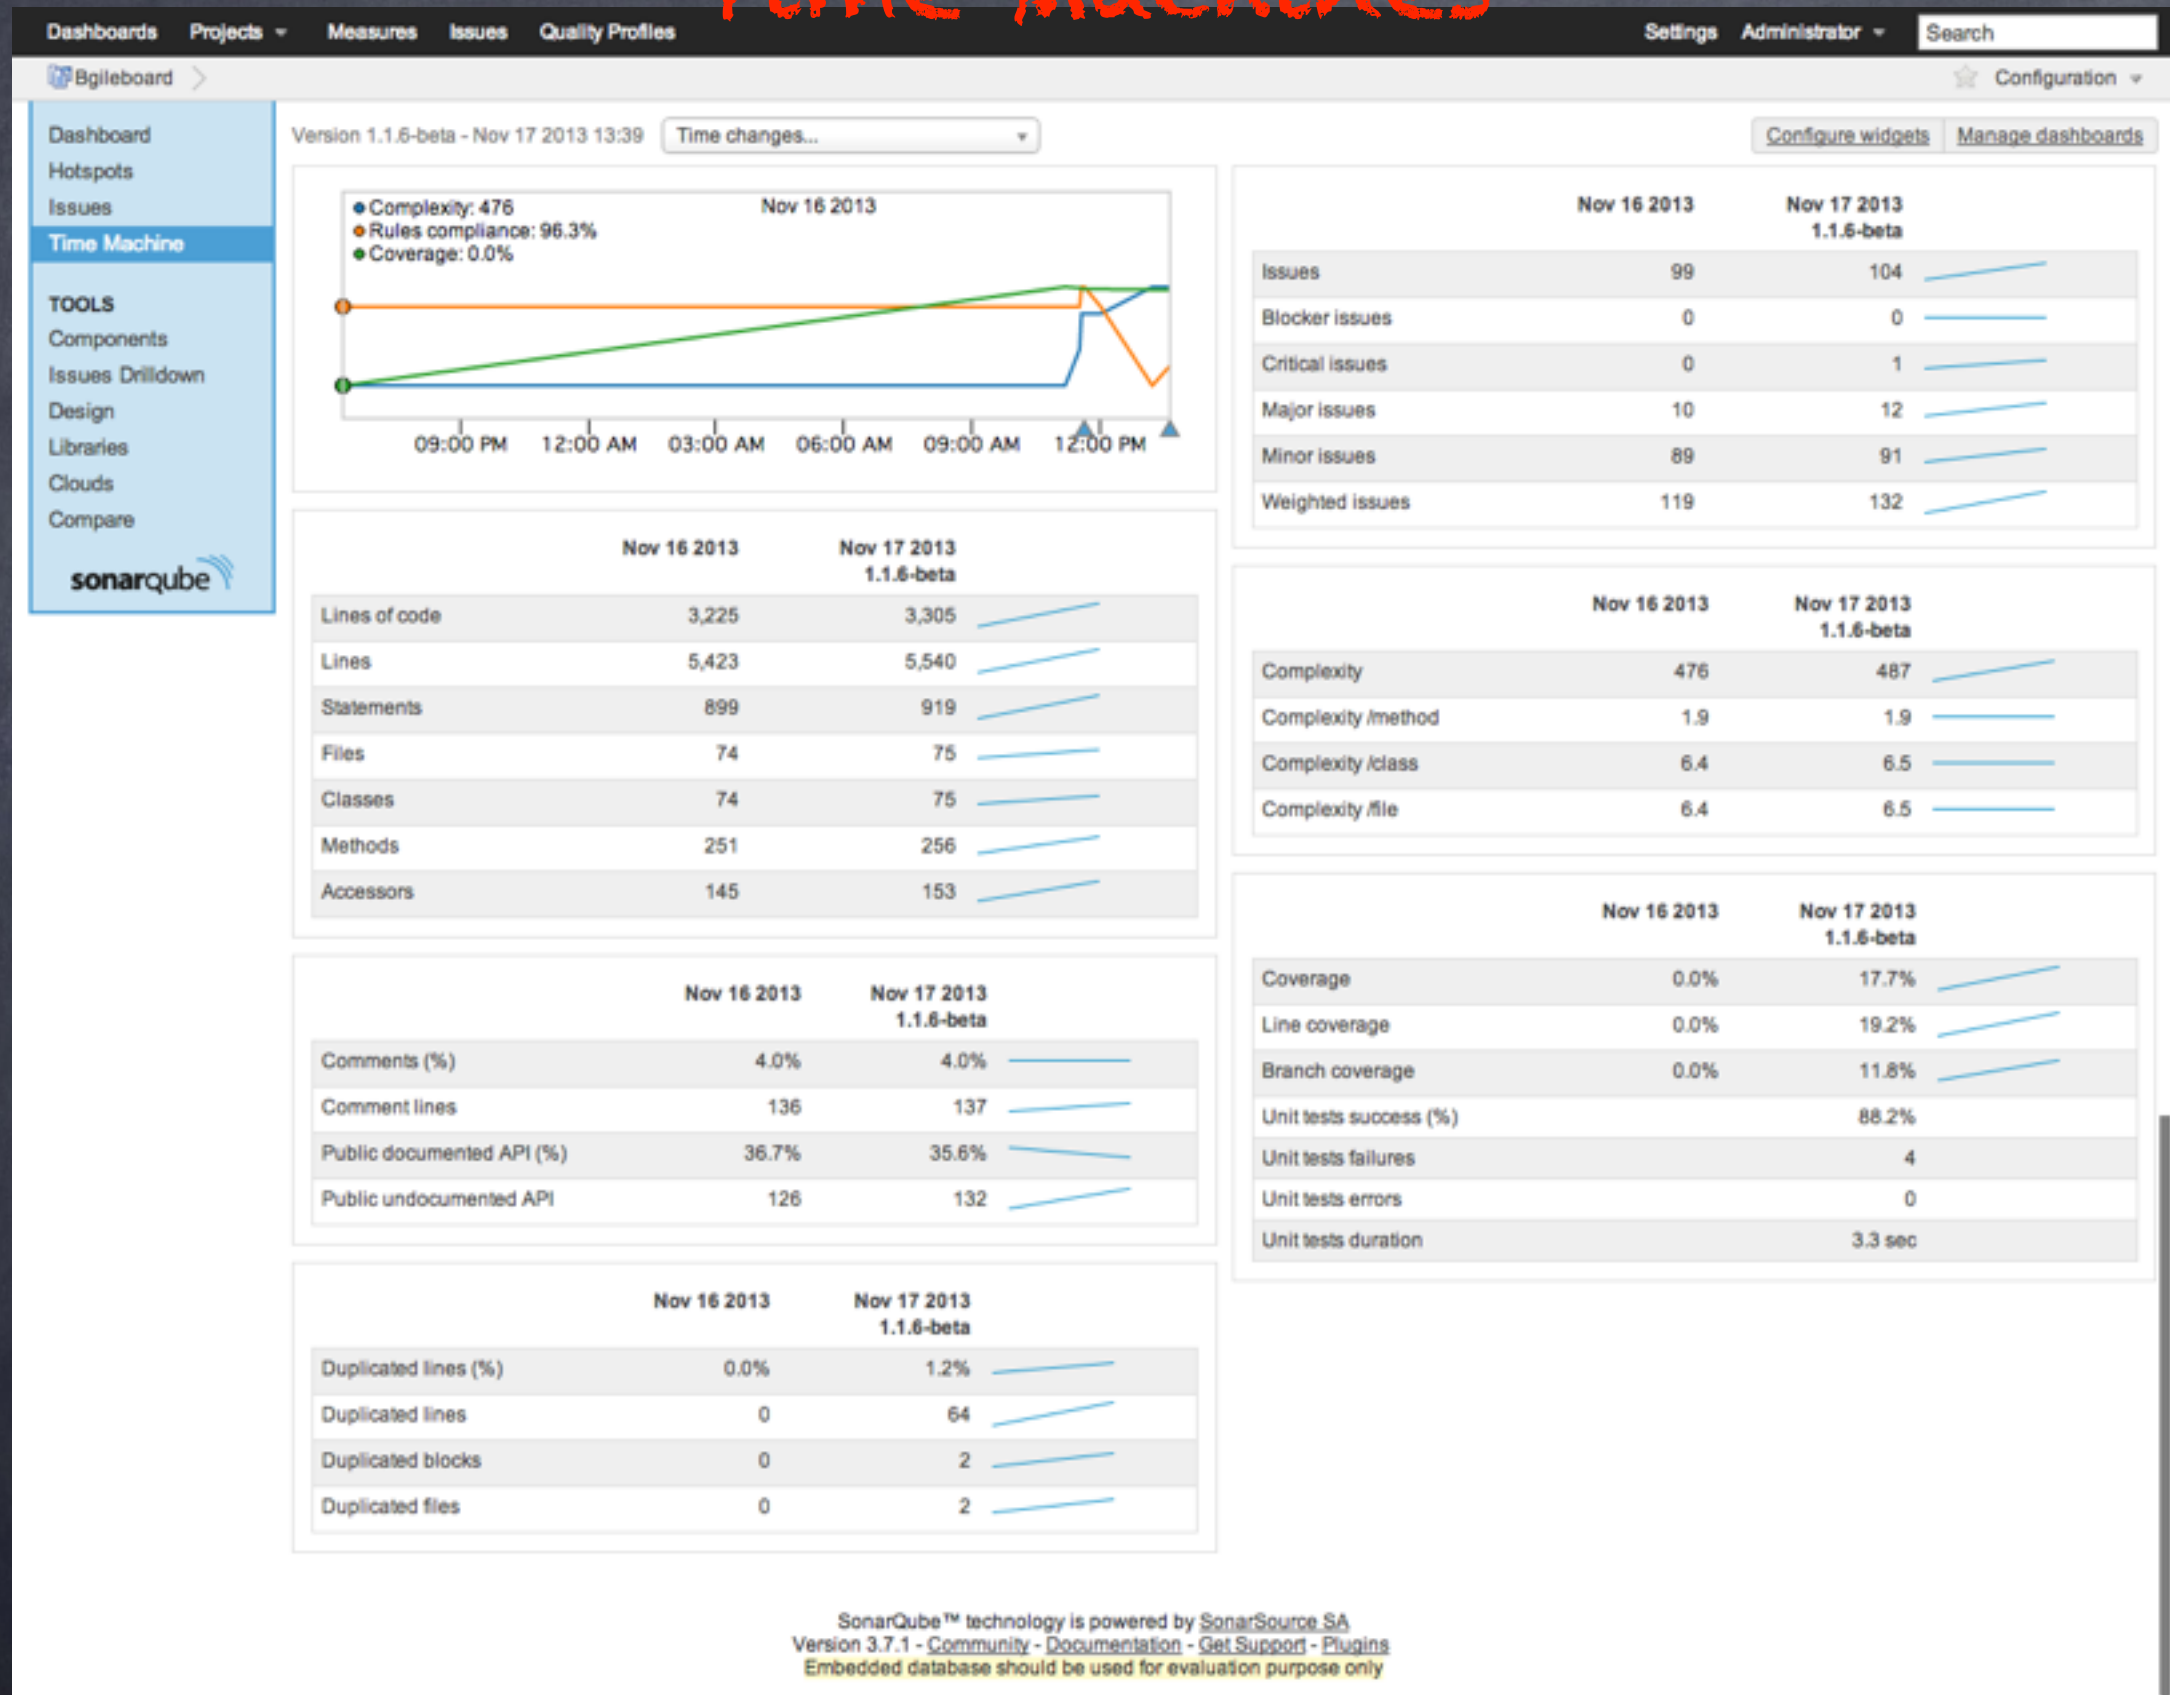 Time Machines
Dashboards Projects Measures Issues Quality Profiles Settings Administrator Search
Bgileboard Configuration
Dashboard
Hotspots
Issues
Time Machine
TOOLS
Components
Issues Drilldown
Design
Libraries
Clouds
Compare
sonarqube
Version 1.1.6-beta - Nov 17 2013 13:39 Time changes... Configure widgets Manage dashboards
Complexity: 476 Nov 16 2013
Rules compliance: 96.3%
Coverage: 0.0%
09:00 PM 12:00 AM 03:00 AM 06:00 AM 09:00 AM 12:00 PM
Nov 16 2013 Nov 17 2013
1.1.6-beta
Lines of code 3,225 3,305
Lines 5,423 5,540
Statements 899 919
Files 74 75
Classes 74 75
Methods 251 256
Accessors 145 153
Nov 16 2013 Nov 17 2013
1.1.6-beta
Comments (%) 4.0% 4.0%
Comment lines 136 137
Public documented API (%) 36.7% 35.6%
Public undocumented API 126 132
Nov 16 2013 Nov 17 2013
1.1.6-beta
Duplicated lines (%) 0.0% 1.2%
Duplicated lines 0 64
Duplicated blocks 0 2
Duplicated files 0 2
Nov 16 2013 Nov 17 2013
1.1.6-beta
Issues 99 104
Blocker issues 0 0
Critical issues 0 1
Major issues 10 12
Minor issues 89 91
Weighted issues 119 132
Nov 16 2013 Nov 17 2013
1.1.6-beta
Complexity 476 487
Complexity /method 1.9 1.9
Complexity /class 6.4 6.5
Complexity /file 6.4 6.5
Nov 16 2013 Nov 17 2013
1.1.6-beta
Coverage 0.0% 17.7%
Line coverage 0.0% 19.2%
Branch coverage 0.0% 11.8%
Unit tests success (%) 88.2%
Unit tests failures 4
Unit tests errors 0
Unit tests duration 3.3 sec
SonarQube™ technology is powered by SonarSource SA
Version 3.7.1 - Community - Documentation - Get Support - Plugins
Embedded database should be used for evaluation purpose only